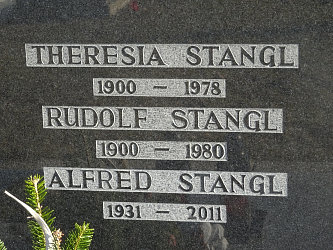 THERESIA STANGL
1900 — 1978
RUDOLF STANGL
1900 — 1980
ALFRED STANGL
1931 — 2011